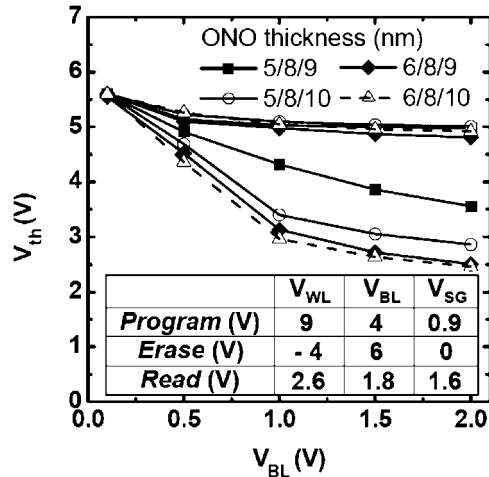 ONO thickness (nm)
5/8/9 6/8/9
5/8/10 6/8/10
7
6
5
4
3
2
1
0
Vth (V)
VWL VBL VSG
Program (V) 9 4 0.9
Erase (V) - 4 6 0
Read (V) 2.6 1.8 1.6
0.0 0.5 1.0 1.5 2.0
VBL (V)